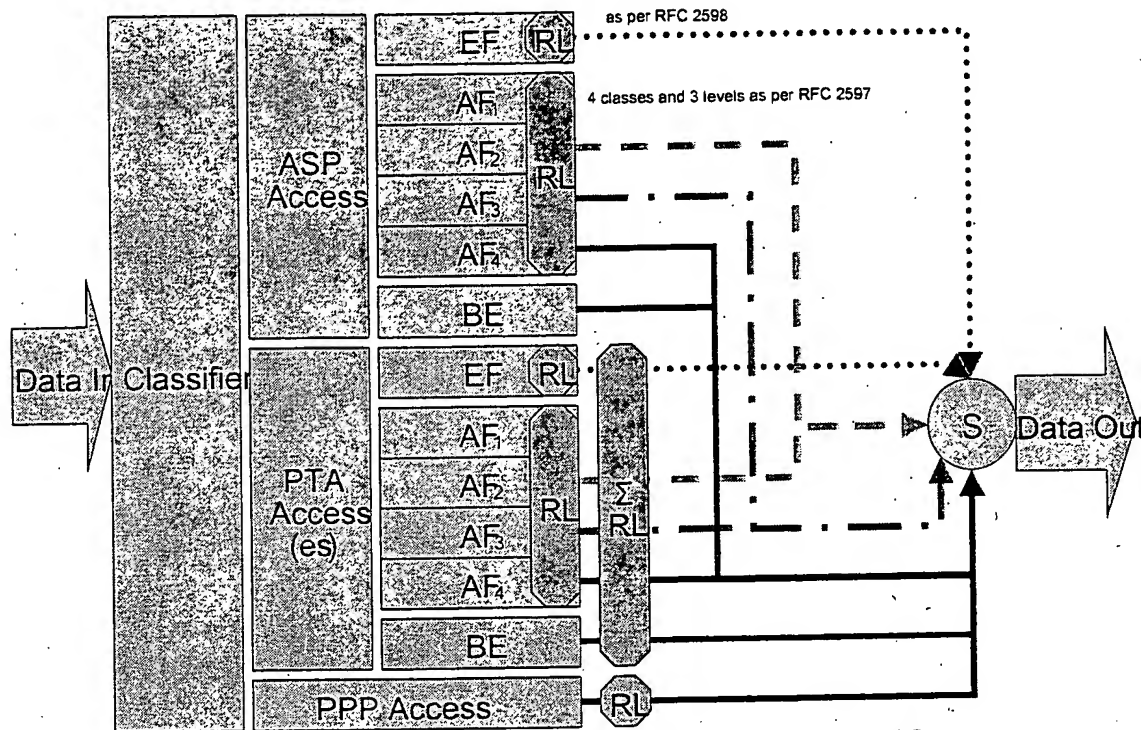 as per RFC 2598
EF RL
4 classes and 3 levels as per RFC 2597
AF1
AF2
ASP
Access
RL
AF3
AF4
BE
Data In
Classifier
EF RL
AF1
AF2
PTA
Access
(es)
RL
AF3
AF4
Σ
RL
BE
S
Data Out
PPP Access RL